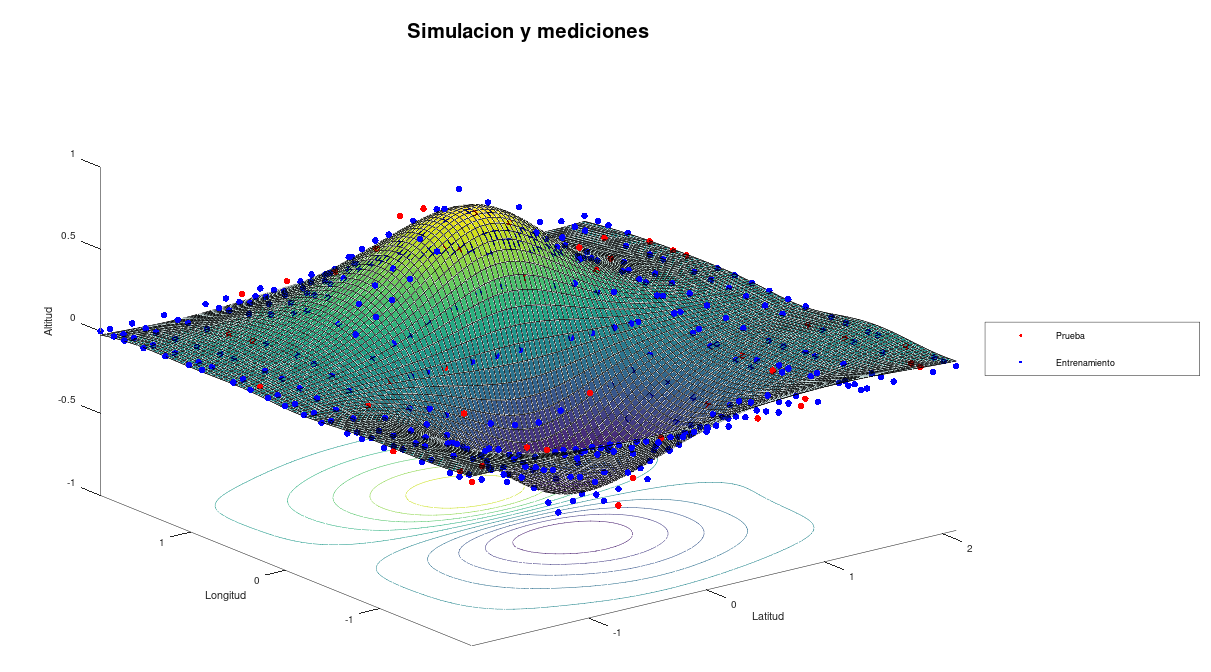 Simulacion y mediciones
1
0.5
0
-0.5
-1
Altitud
1
0
-1
Longitud
-1
0
1
2
Latitud
Prueba
Entrenamiento